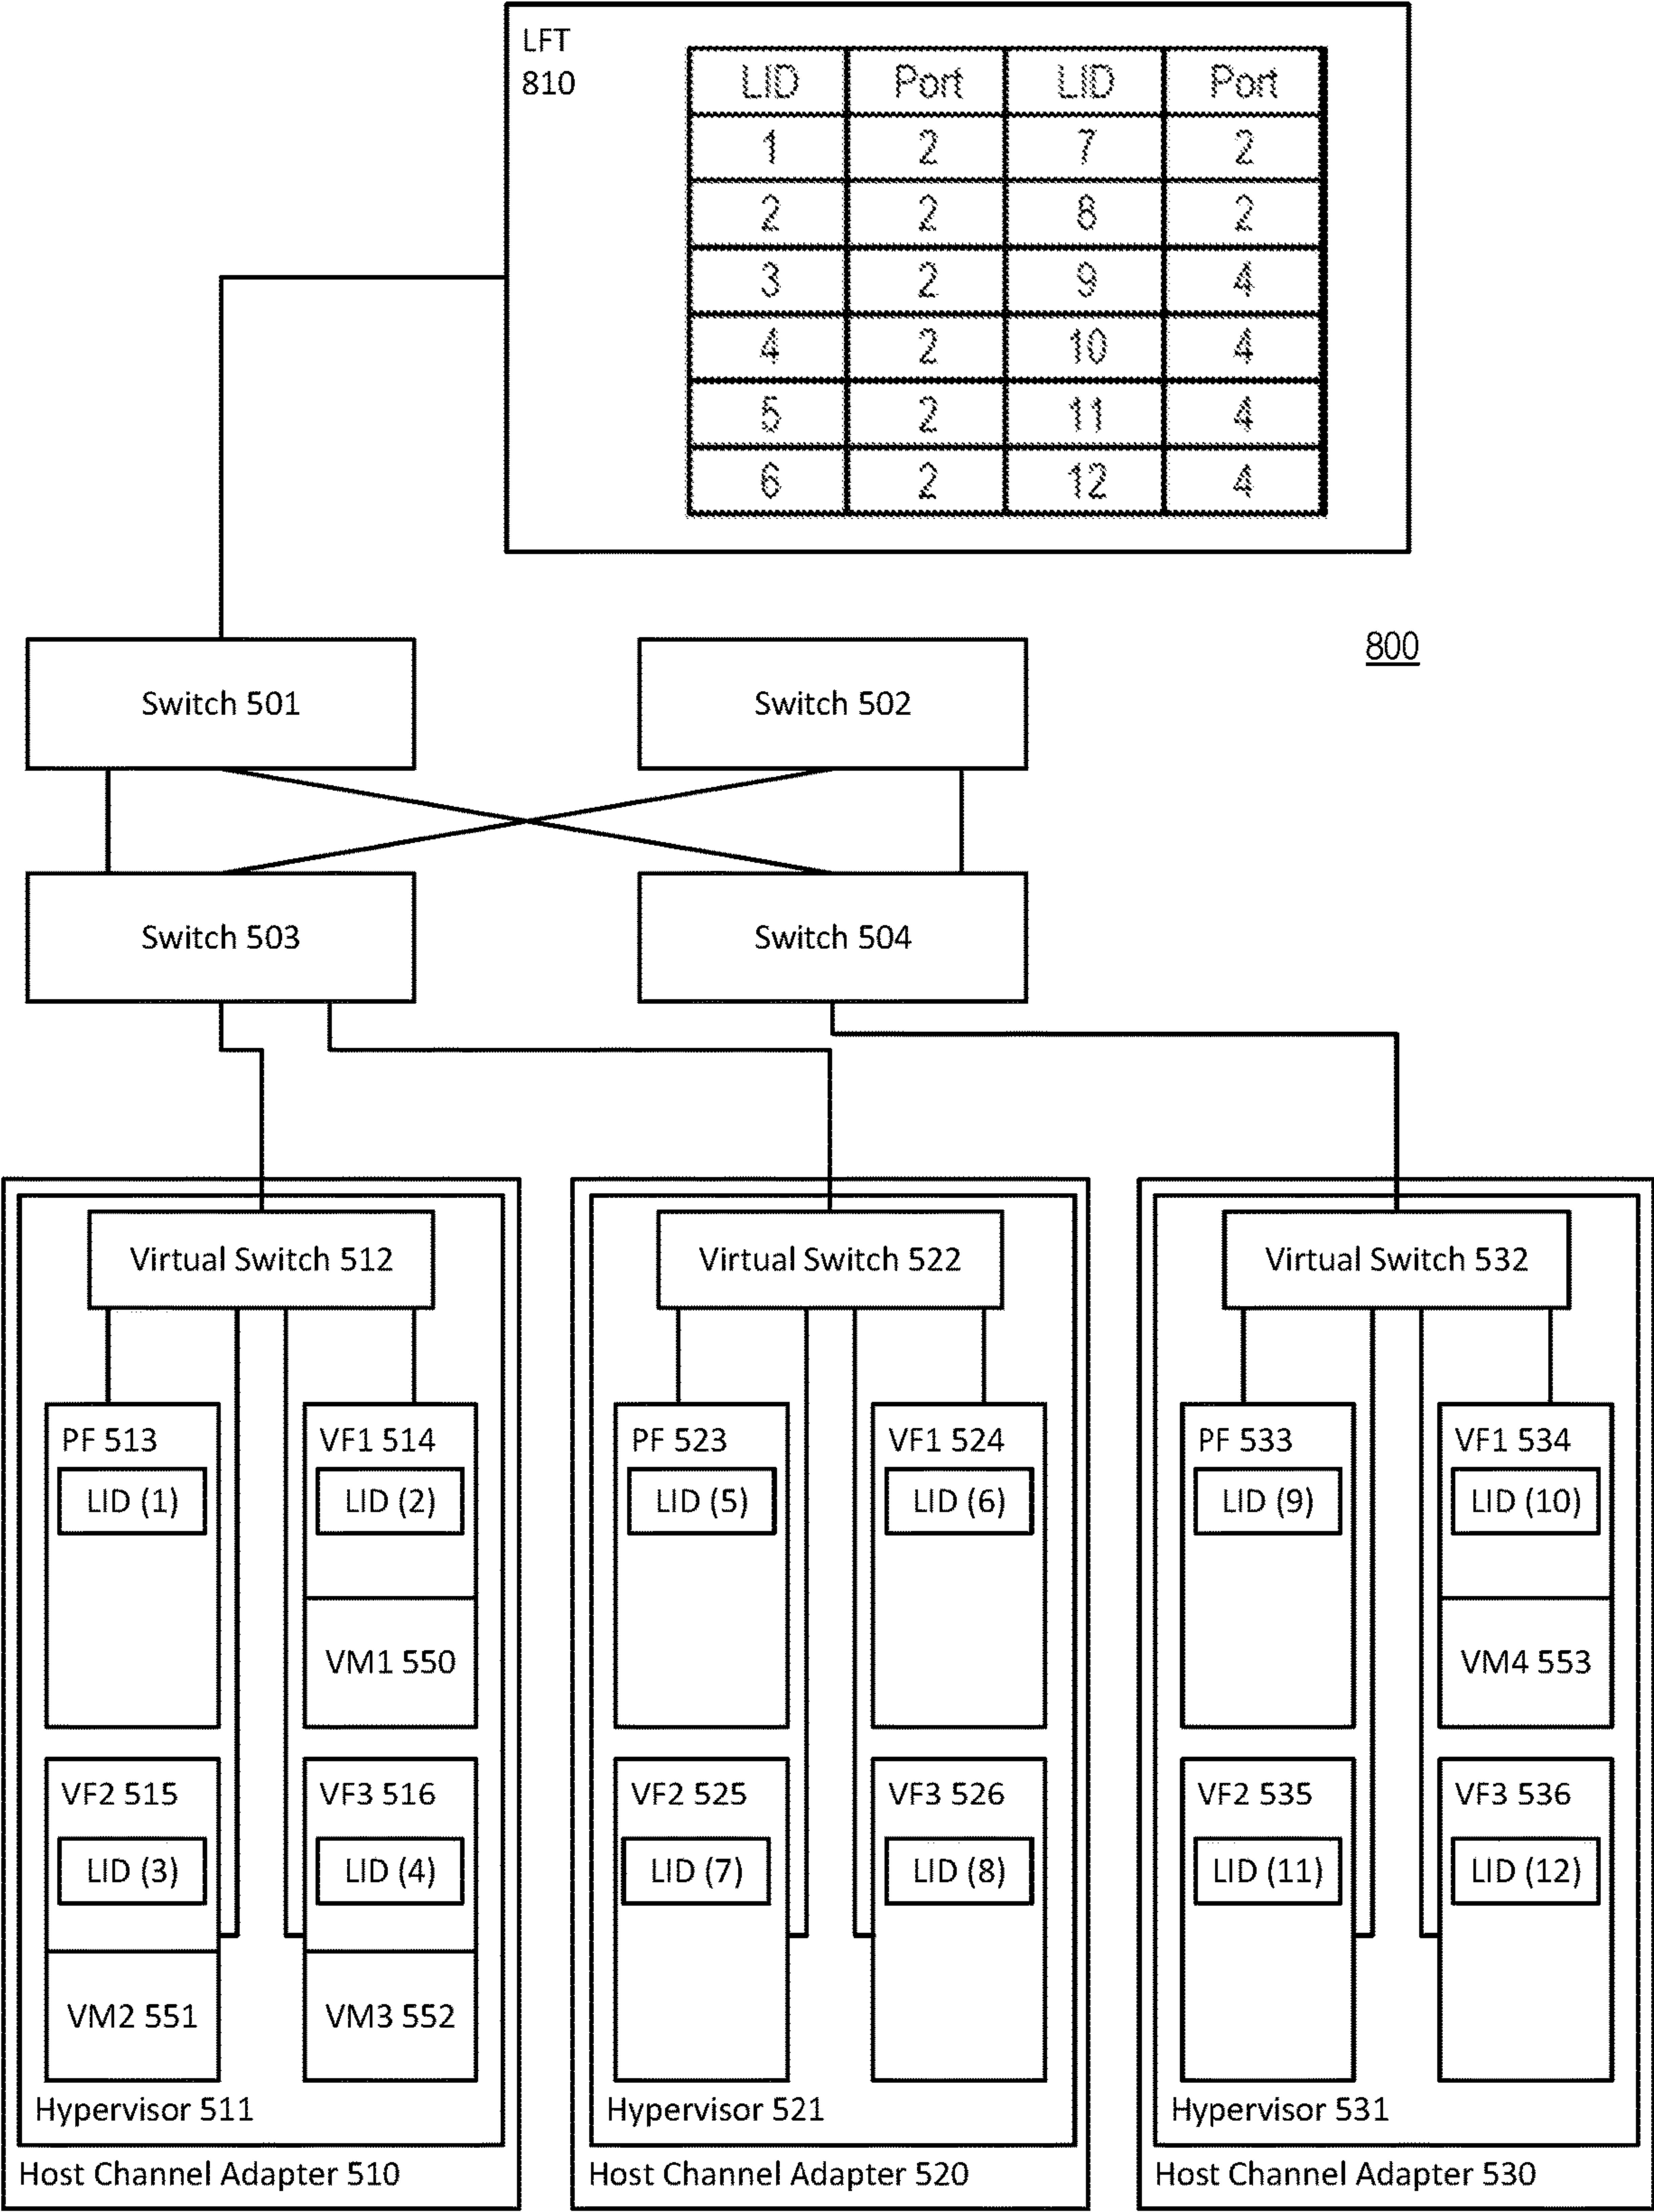 LFT
810
LID Port LID Port
1 2 7 2
2 2 8 2
3 2 9 4
4 2 10 4
5 2 11 4
6 2 12 4
800
Switch 501 Switch 502
Switch 503 Switch 504
Virtual Switch 512 Virtual Switch 522 Virtual Switch 532
PF 513 VF1 514 PF 523 VF1 524 PF 533 VF1 534
LID (1) LID (2) LID (5) LID (6) LID (9) LID (10)
VM1 550 VM4 553
VF2 515 VF3 516 VF2 525 VF3 526 VF2 535 VF3 536
LID (3) LID (4) LID (7) LID (8) LID (11) LID (12)
VM2 551 VM3 552
Hypervisor 511 Hypervisor 521 Hypervisor 531
Host Channel Adapter 510 Host Channel Adapter 520 Host Channel Adapter 530